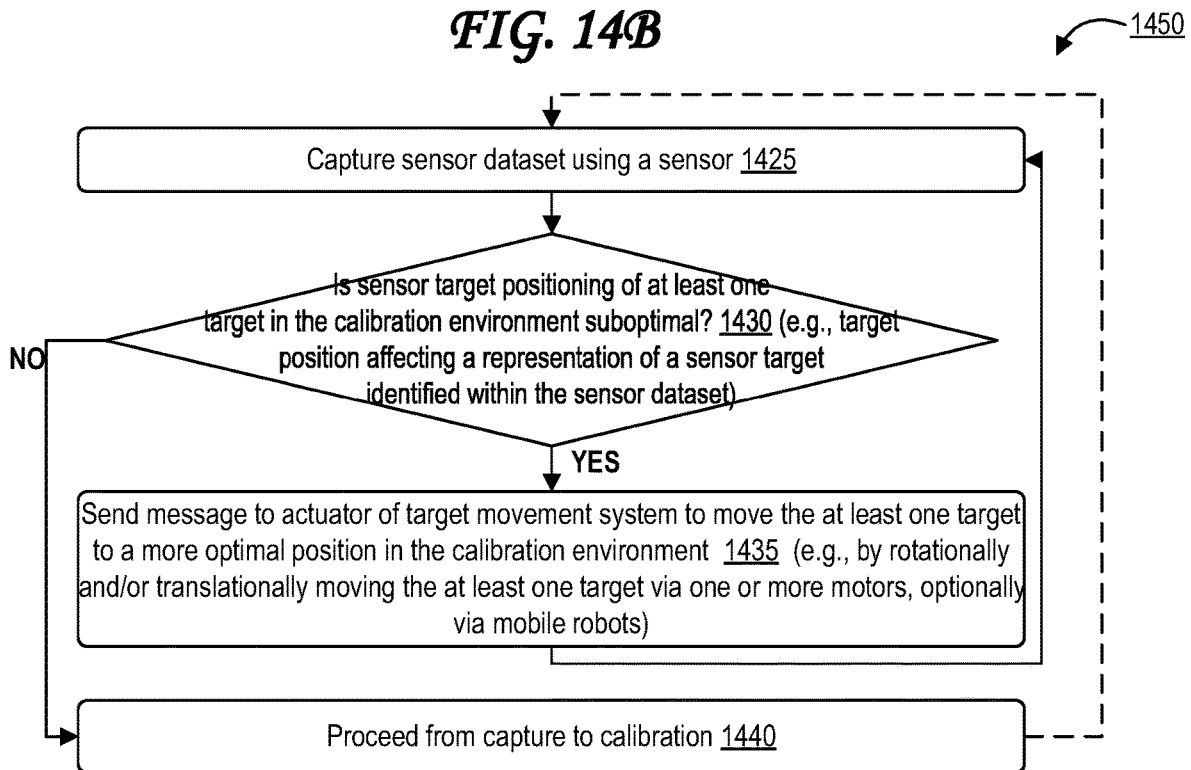 FIG. 14B
1450
Capture sensor dataset using a sensor 1425
Is sensor target positioning of at least one
target in the calibration environment suboptimal? 1430 (e.g., target
position affecting a representation of a sensor target
identified within the sensor dataset)
NO
YES
Send message to actuator of target movement system to move the at least one target
to a more optimal position in the calibration environment 1435 (e.g., by rotationally
and/or translationally moving the at least one target via one or more motors, optionally
via mobile robots)
Proceed from capture to calibration 1440